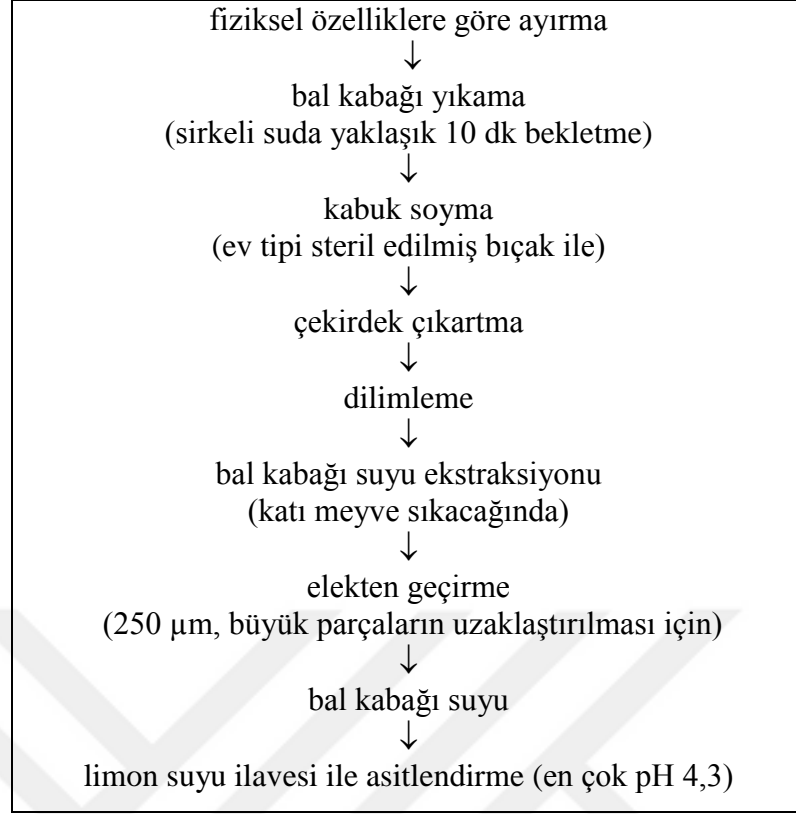 fiziksel özelliklere göre ayırma
↓
bal kabağı yıkama
(sirkeli suda yaklaşık 10 dk bekletme)
↓
kabuk soyma
(ev tipi steril edilmiş bıçak ile)
↓
çekirdek çıkartma
↓
dilimleme
↓
bal kabağı suyu ekstraksiyonu
(katı meyve sıkacağında)
↓
elekten geçirme
(250 µm, büyük parçaların uzaklaştırılması için)
↓
bal kabağı suyu
↓
limon suyu ilavesi ile asitlendirme (en çok pH 4,3)